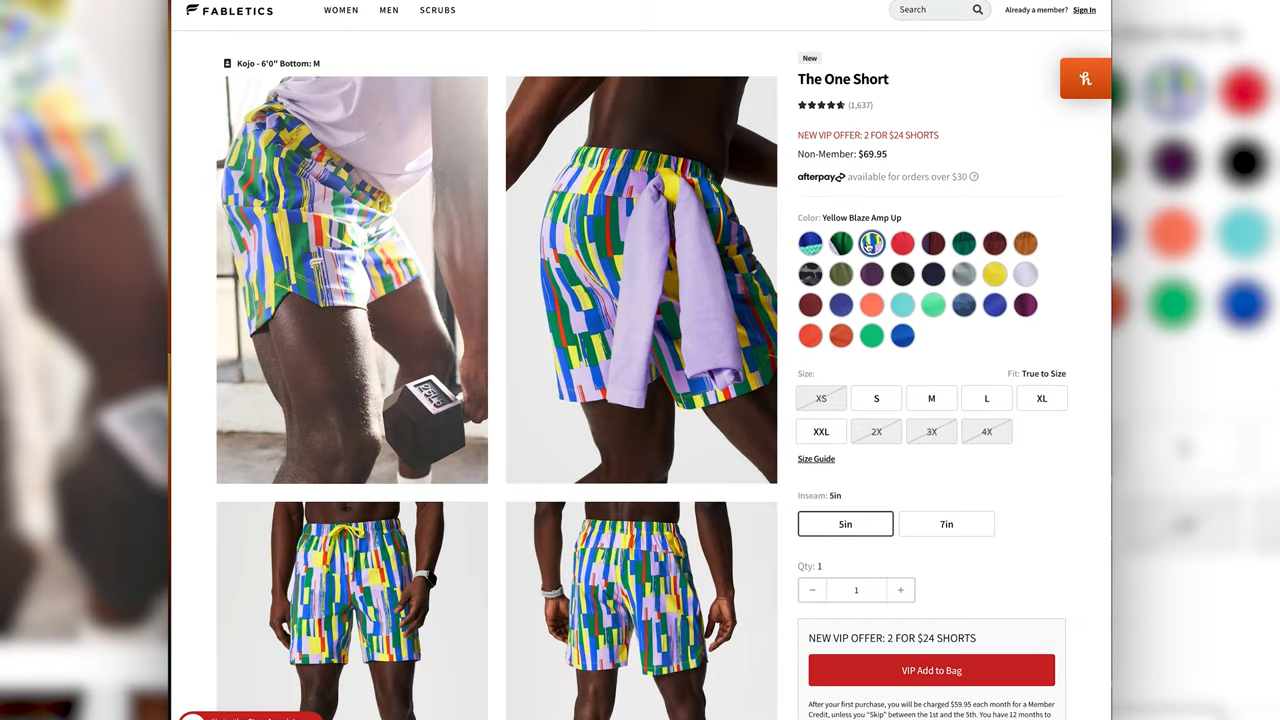 FABLETICS
WOMEN
MEN
SCRUBS
Search
Already a member? Sign In
Kojo - 6'0" Bottom: M
New
The One Short
(1,637)
NEW VIP OFFER: 2 FOR $24 SHORTS
Non-Member: $69.95
afterpay available for orders over $30
Color: Yellow Blaze Amp Up
Size:
Fit: True to Size
XS
S
M
L
XL
XXL
2X
3X
4X
Size Guide
Inseam: 5in
5in
7in
Qty: 1
− 1 +
NEW VIP OFFER: 2 FOR $24 SHORTS
VIP Add to Bag
After your first purchase, you will be charged $59.95 each month for a Member
Credit, unless you "Skip" between the 1st and the 5th. You have 12 months to